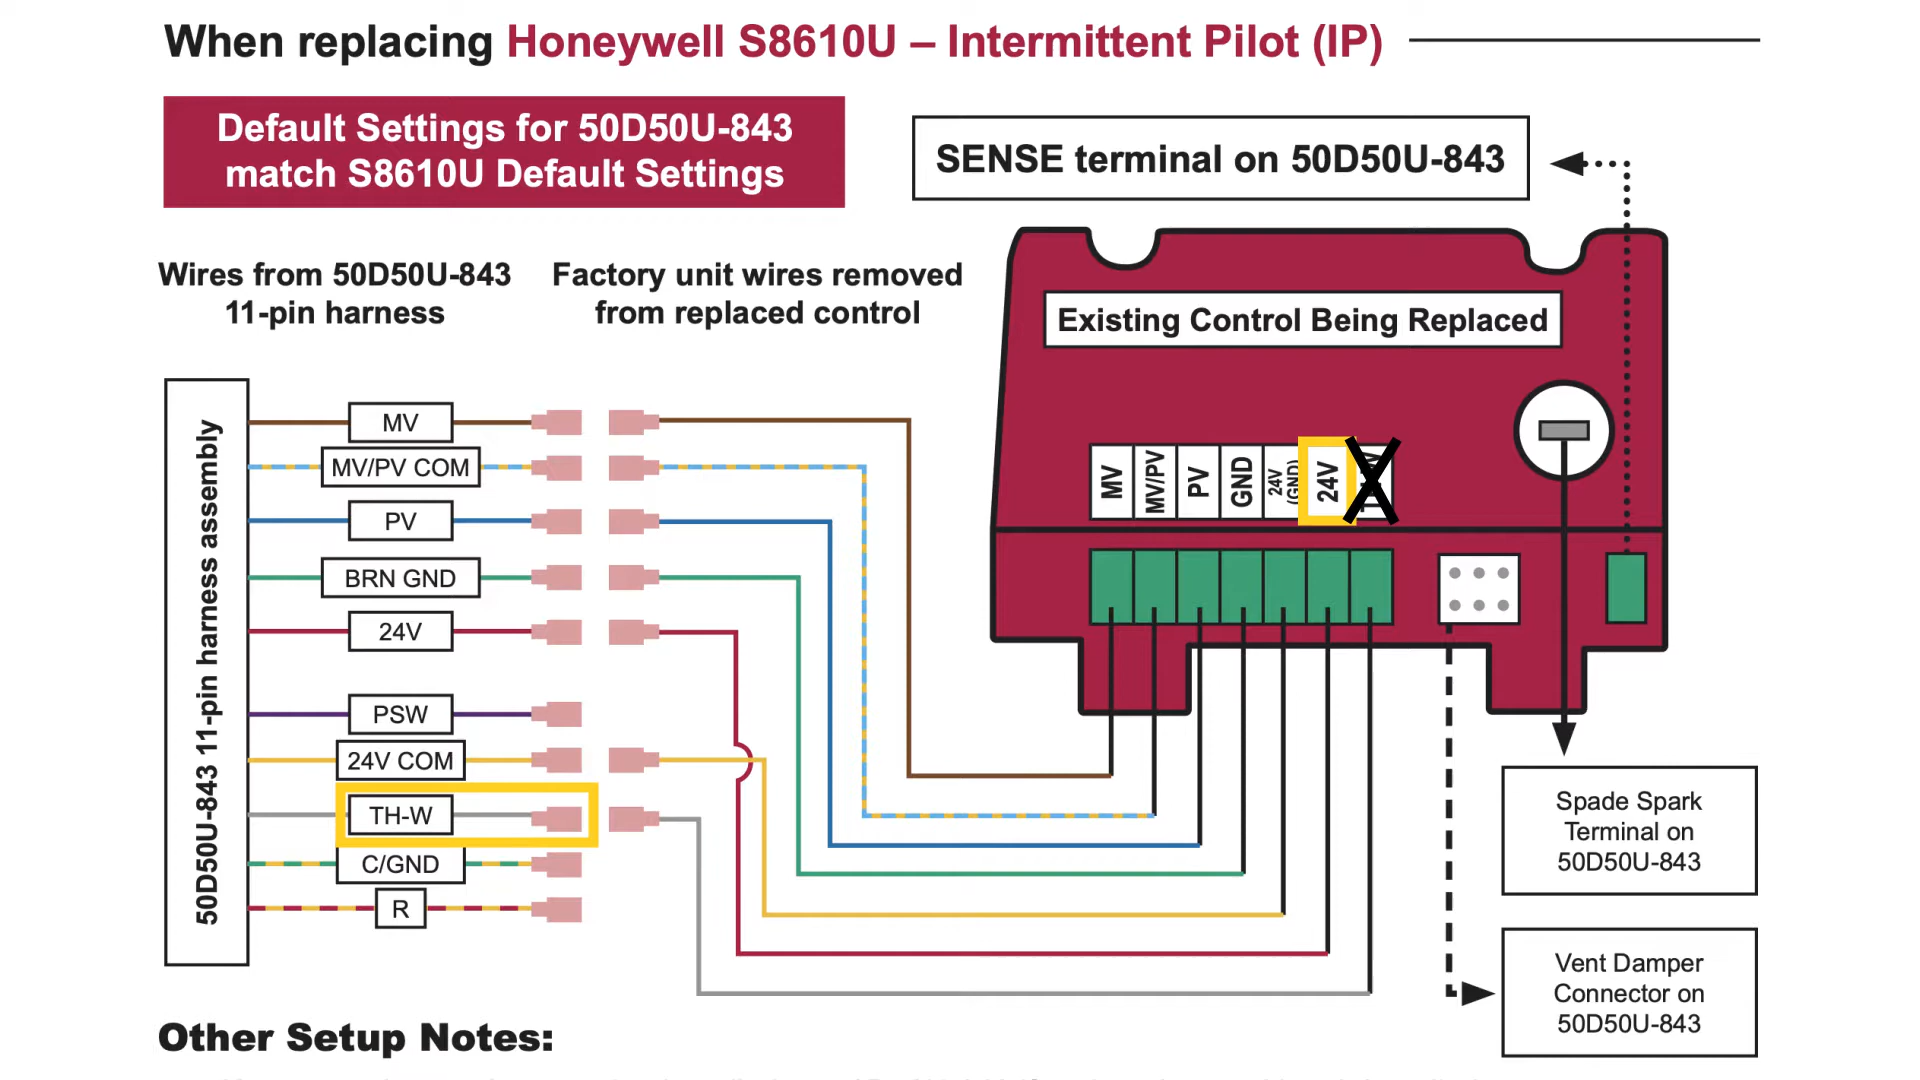 When replacing Honeywell S8610U – Intermittent Pilot (IP)
Default Settings for 50D50U-843
match S8610U Default Settings
SENSE terminal on 50D50U-843
Wires from 50D50U-843
11-pin harness
Factory unit wires removed
from replaced control
Existing Control Being Replaced
50D50U-843 11-pin harness assembly
MV
MV/PV COM
PV
BRN GND
24V
PSW
24V COM
TH-W
C/GND
R
MV
MV/PV
PV
GND
24V
(GND)
24V
Spade Spark
Terminal on
50D50U-843
Vent Damper
Connector on
50D50U-843
Other Setup Notes: